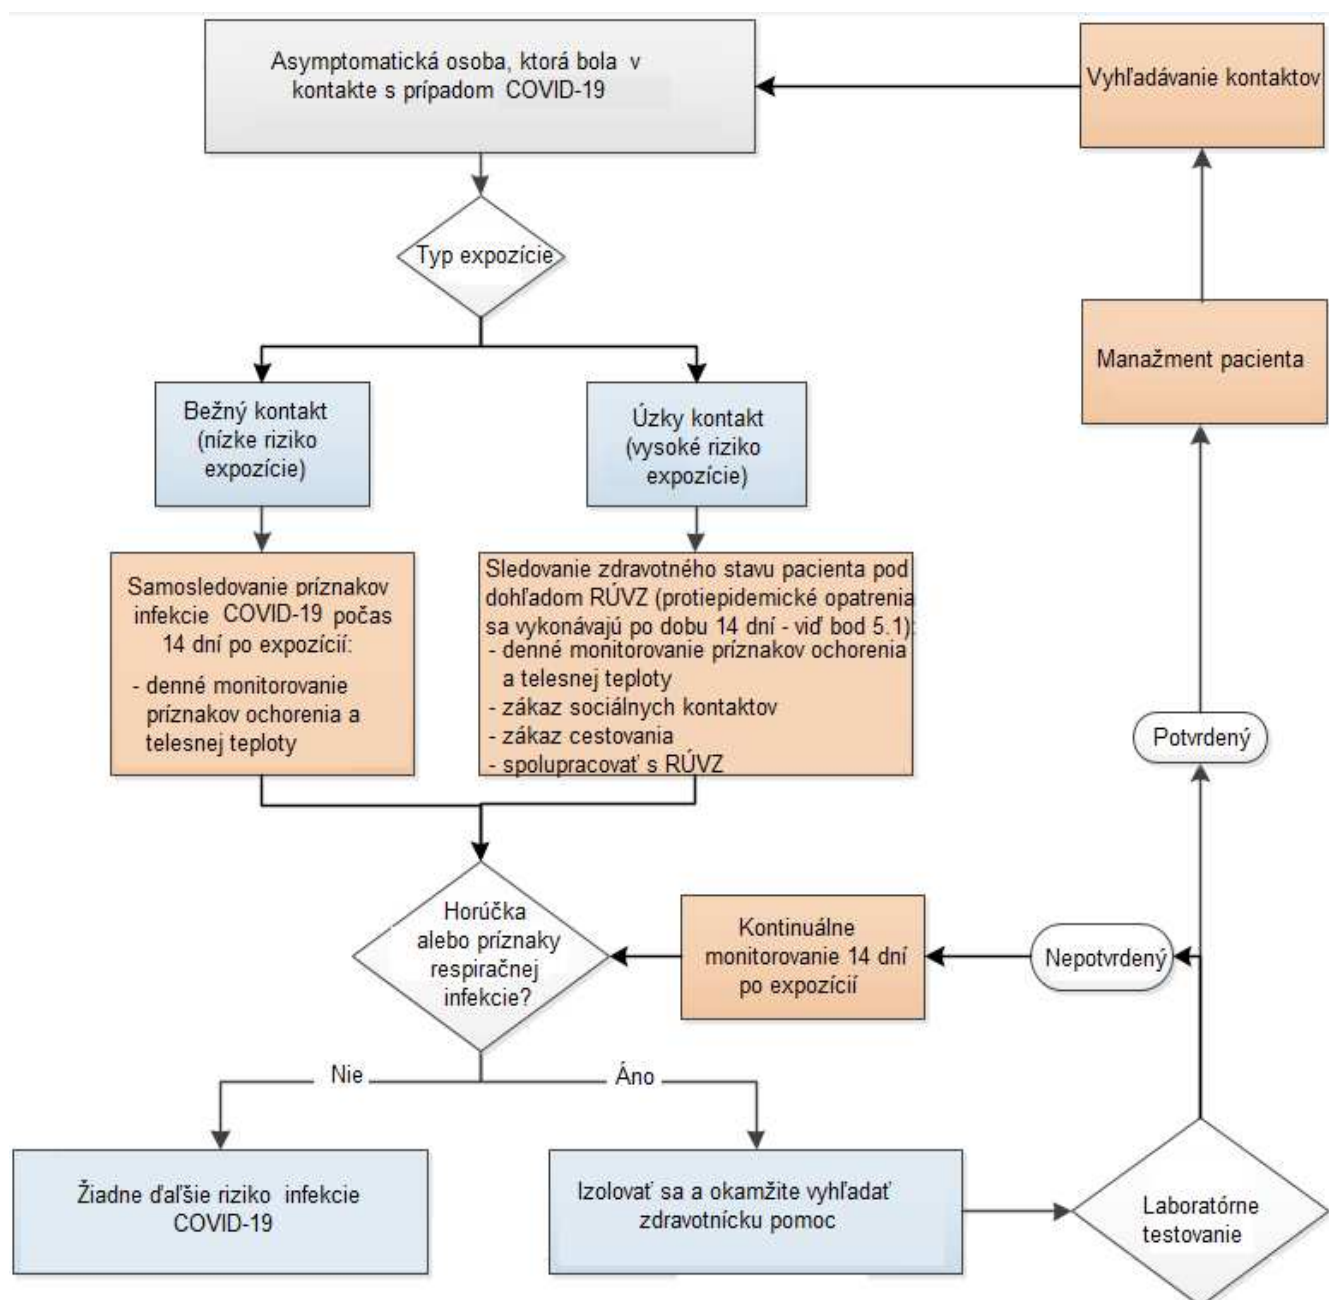 Asymptomatická osoba, ktorá bola v
kontakte s prípadom COVID-19
Vyhľadávanie kontaktov
Typ expozície
Manažment pacienta
Bežný kontakt
(nízke riziko
expozície)
Úzky kontakt
(vysoké riziko
expozície)
Samosledovanie príznakov
infekcie COVID-19 počas
14 dní po expozícií:
- denné monitorovanie
príznakov ochorenia a
telesnej teploty
Sledovanie zdravotného stavu pacienta pod
dohľadom RÚVZ (protiepidemické opatrenia
sa vykonávajú po dobu 14 dní - viď bod 5.1):
- denné monitorovanie príznakov ochorenia
a telesnej teploty
- zákaz sociálnych kontaktov
- zákaz cestovania
- spolupracovať s RÚVZ
Potvrdený
Horúčka
alebo príznaky
respiračnej
infekcie?
Kontinuálne
monitorovanie 14 dní
po expozícií
Nepotvrdený
Nie
Áno
Žiadne ďaľšie riziko infekcie
COVID-19
Izolovať sa a okamžite vyhľadať
zdravotnícku pomoc
Laboratórne
testovanie